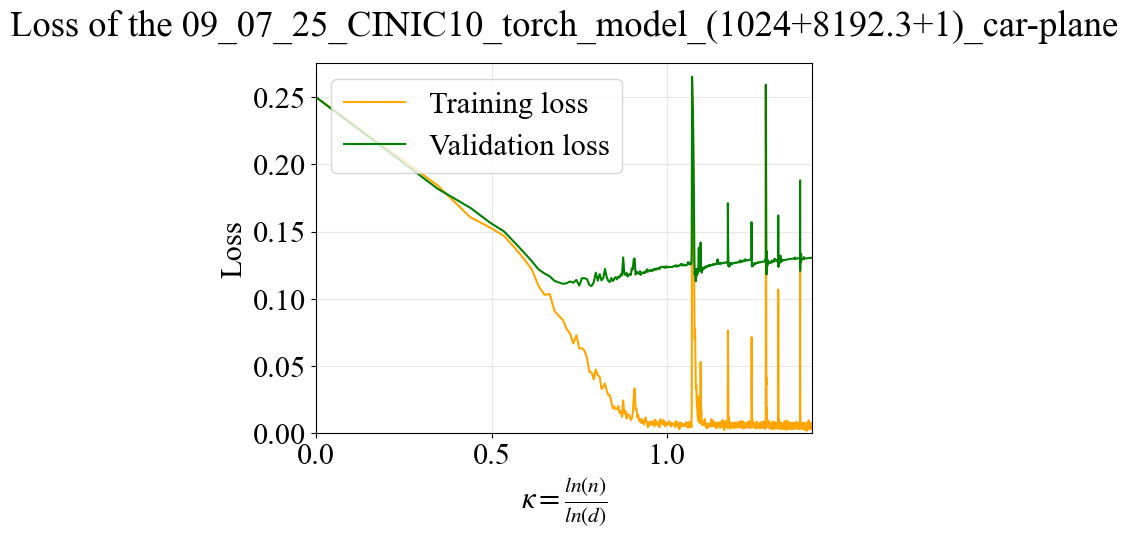 Loss of the 09_07_25_CINIC10_torch_model_(1024+8192.3+1)_car-plane
0.25
0.20
0.15
0.10
0.05
0.00
Loss
Training loss
Validation loss
0.0 0.5 1.0
κ = ln(n)/ln(d)